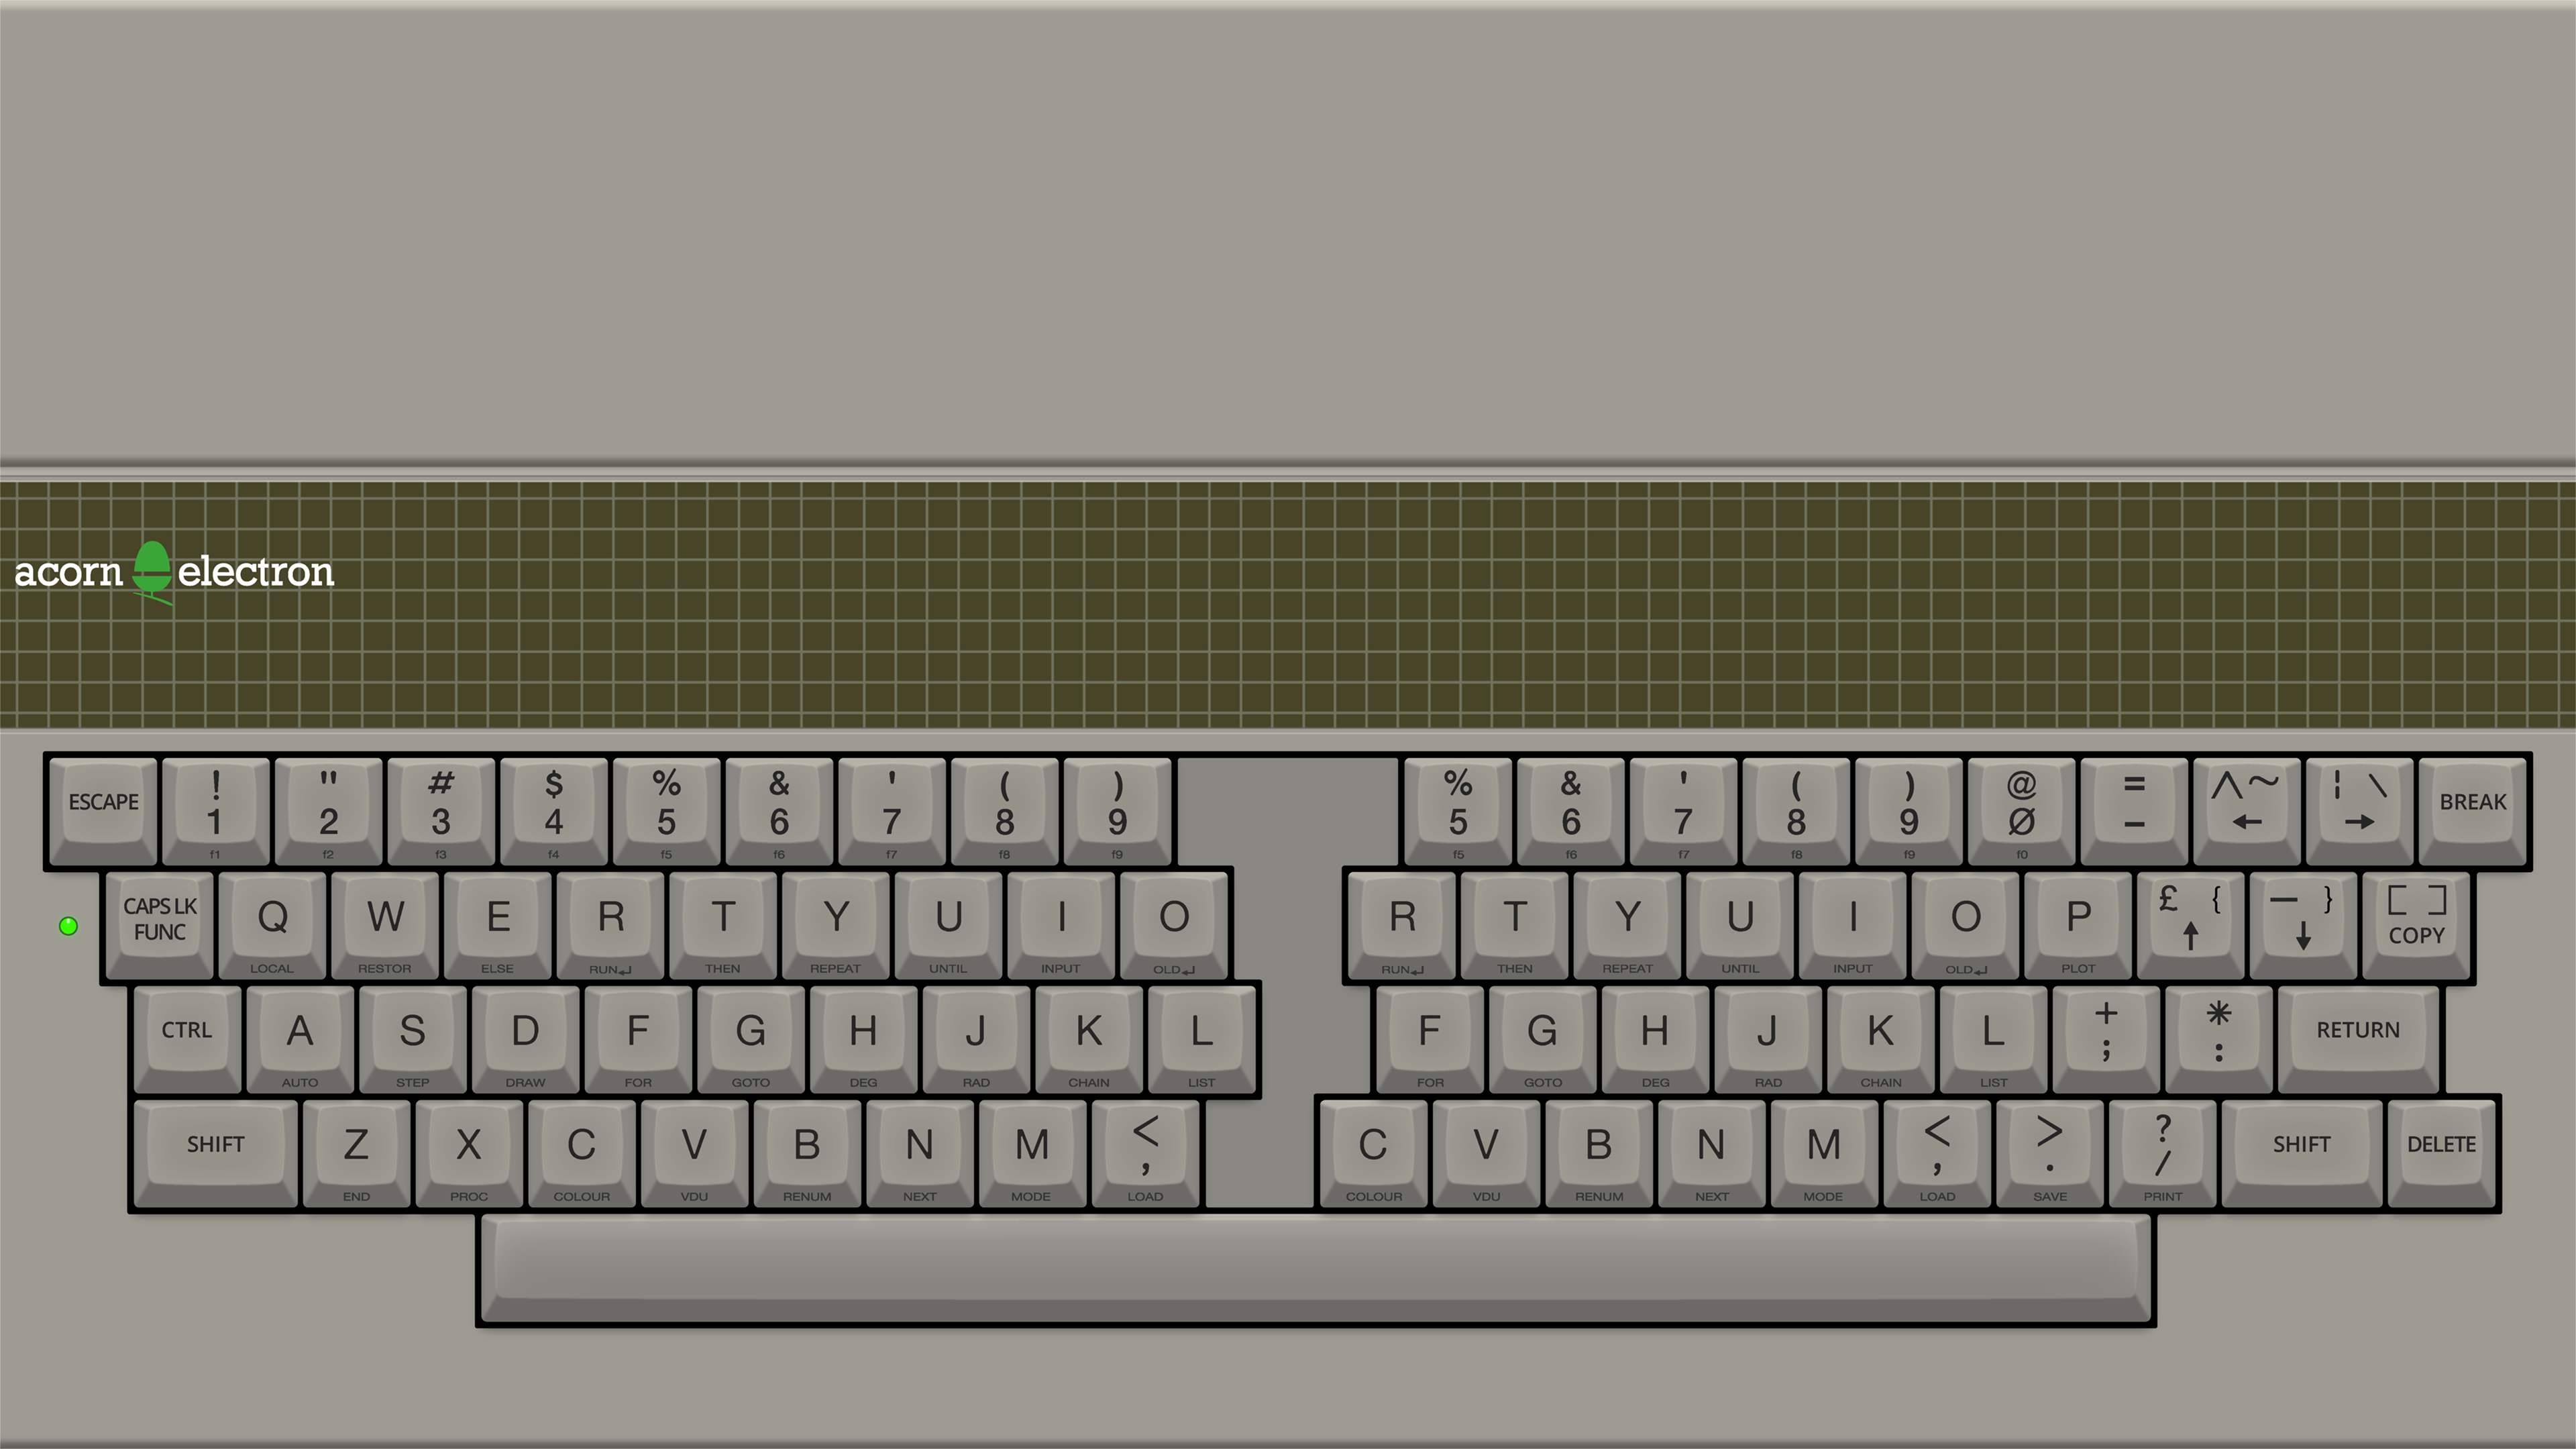 acorn electron
ESCAPE ! 1 f1 " 2 f2 # 3 f3 $ 4 f4 % 5 f5 & 6 f6 ' 7 f7 ( 8 f8 ) 9 f9 % 5 f5 & 6 f6 ' 7 f7 ( 8 f8 ) 9 f9 @ Ø f0 = - ^ ~ ← ¦ \ → BREAK
CAPS LK FUNC Q LOCAL W RESTOR E ELSE R RUN↵ T THEN Y REPEAT U UNTIL I INPUT O OLD↵ R RUN↵ T THEN Y REPEAT U UNTIL I INPUT O OLD↵ P PLOT £ { ↑ — } ↓ [ ] COPY
CTRL A AUTO S STEP D DRAW F FOR G GOTO H DEG J RAD K CHAIN L LIST F FOR G GOTO H DEG J RAD K CHAIN L LIST + ; * : RETURN
SHIFT Z END X PROC C COLOUR V VDU B RENUM N NEXT M MODE < , LOAD C COLOUR V VDU B RENUM N NEXT M MODE < , LOAD > . SAVE ? / PRINT SHIFT DELETE